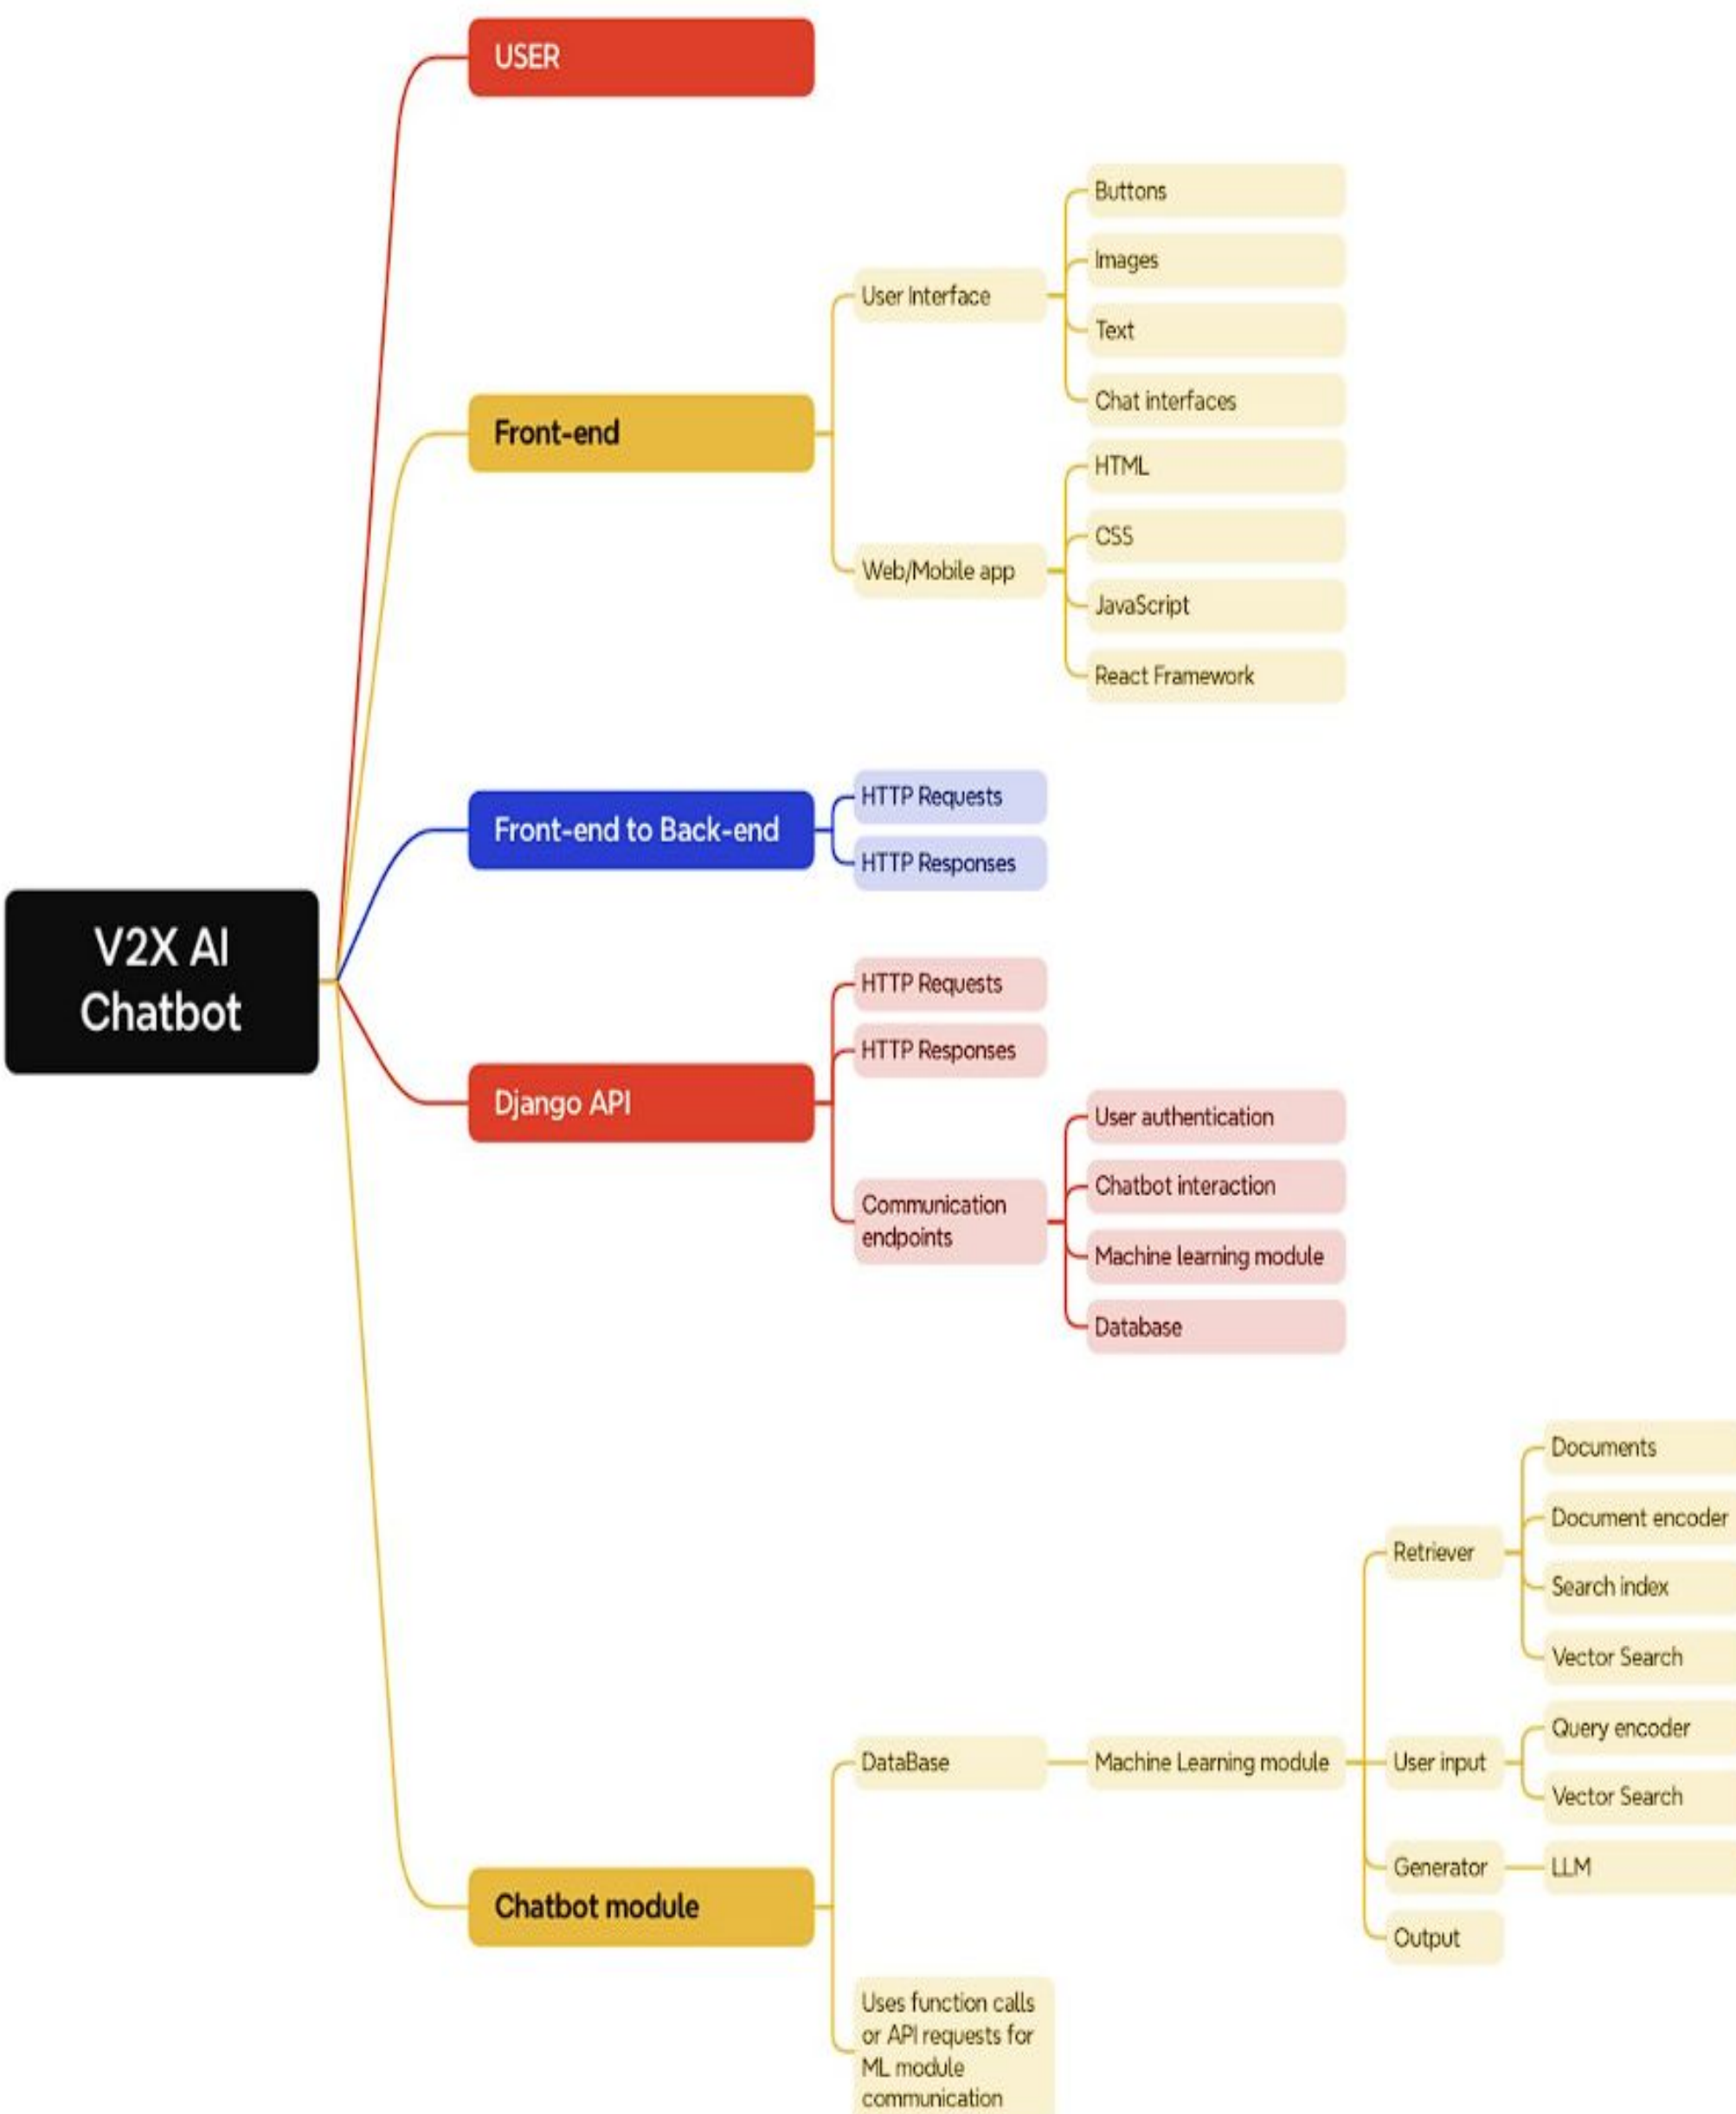 USER
Buttons
Images
User Interface
Text
Chat interfaces
Front-end
HTML
CSS
Web/Mobile app
JavaScript
React Framework
HTTP Requests
Front-end to Back-end
HTTP Responses
V2X AI
Chatbot
HTTP Requests
HTTP Responses
Django API
User authentication
Chatbot interaction
Communication
endpoints
Machine learning module
Database
Documents
Document encoder
Retriever
Search index
Vector Search
Query encoder
DataBase
Machine Learning module
User input
Vector Search
Generator
LLM
Chatbot module
Output
Uses function calls
or API requests for
ML module
communication